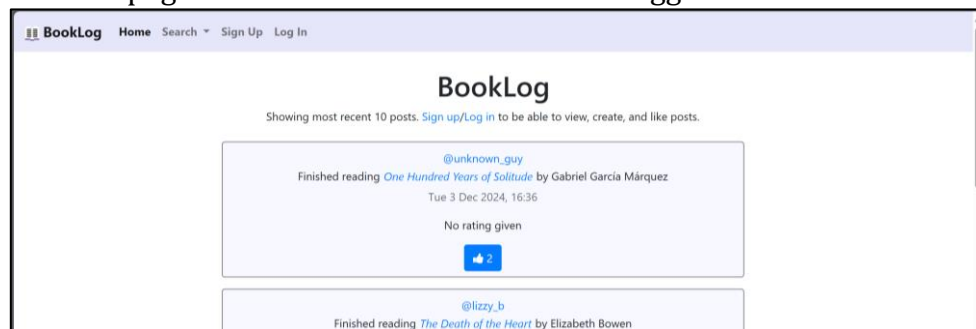 BookLog Home Search Sign Up Log In
BookLog
Showing most recent 10 posts. Sign up/Log in to be able to view, create, and like posts.
@unknown_guy
Finished reading One Hundred Years of Solitude by Gabriel García Márquez
Tue 3 Dec 2024, 16:36
No rating given
2
@lizzy_b
Finished reading The Death of the Heart by Elizabeth Bowen